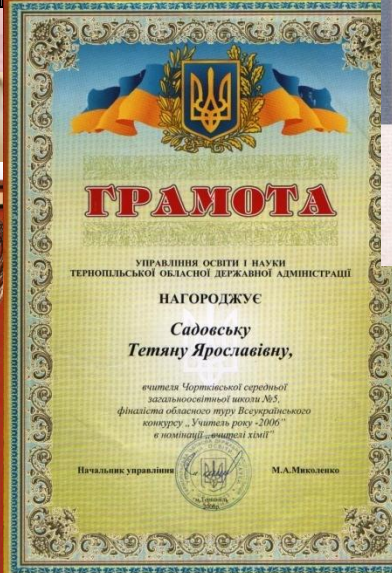 ГРАМОТА
УПРАВЛІННЯ ОСВІТИ І НАУКИ
ТЕРНОПІЛЬСЬКОЇ ОБЛАСНОЇ ДЕРЖАВНОЇ АДМІНІСТРАЦІЇ
НАГОРОДЖУЄ
Садовську
Тетяну Ярославівну,
вчителя Чортківської середньої
загальноосвітньої школи №5,
фіналіста обласного туру Всеукраїнського
конкурсу „Учитель року -2006"
в номінації „вчителі хімії"
Начальник управління
М.А.Миколенко
м.Тернопіль